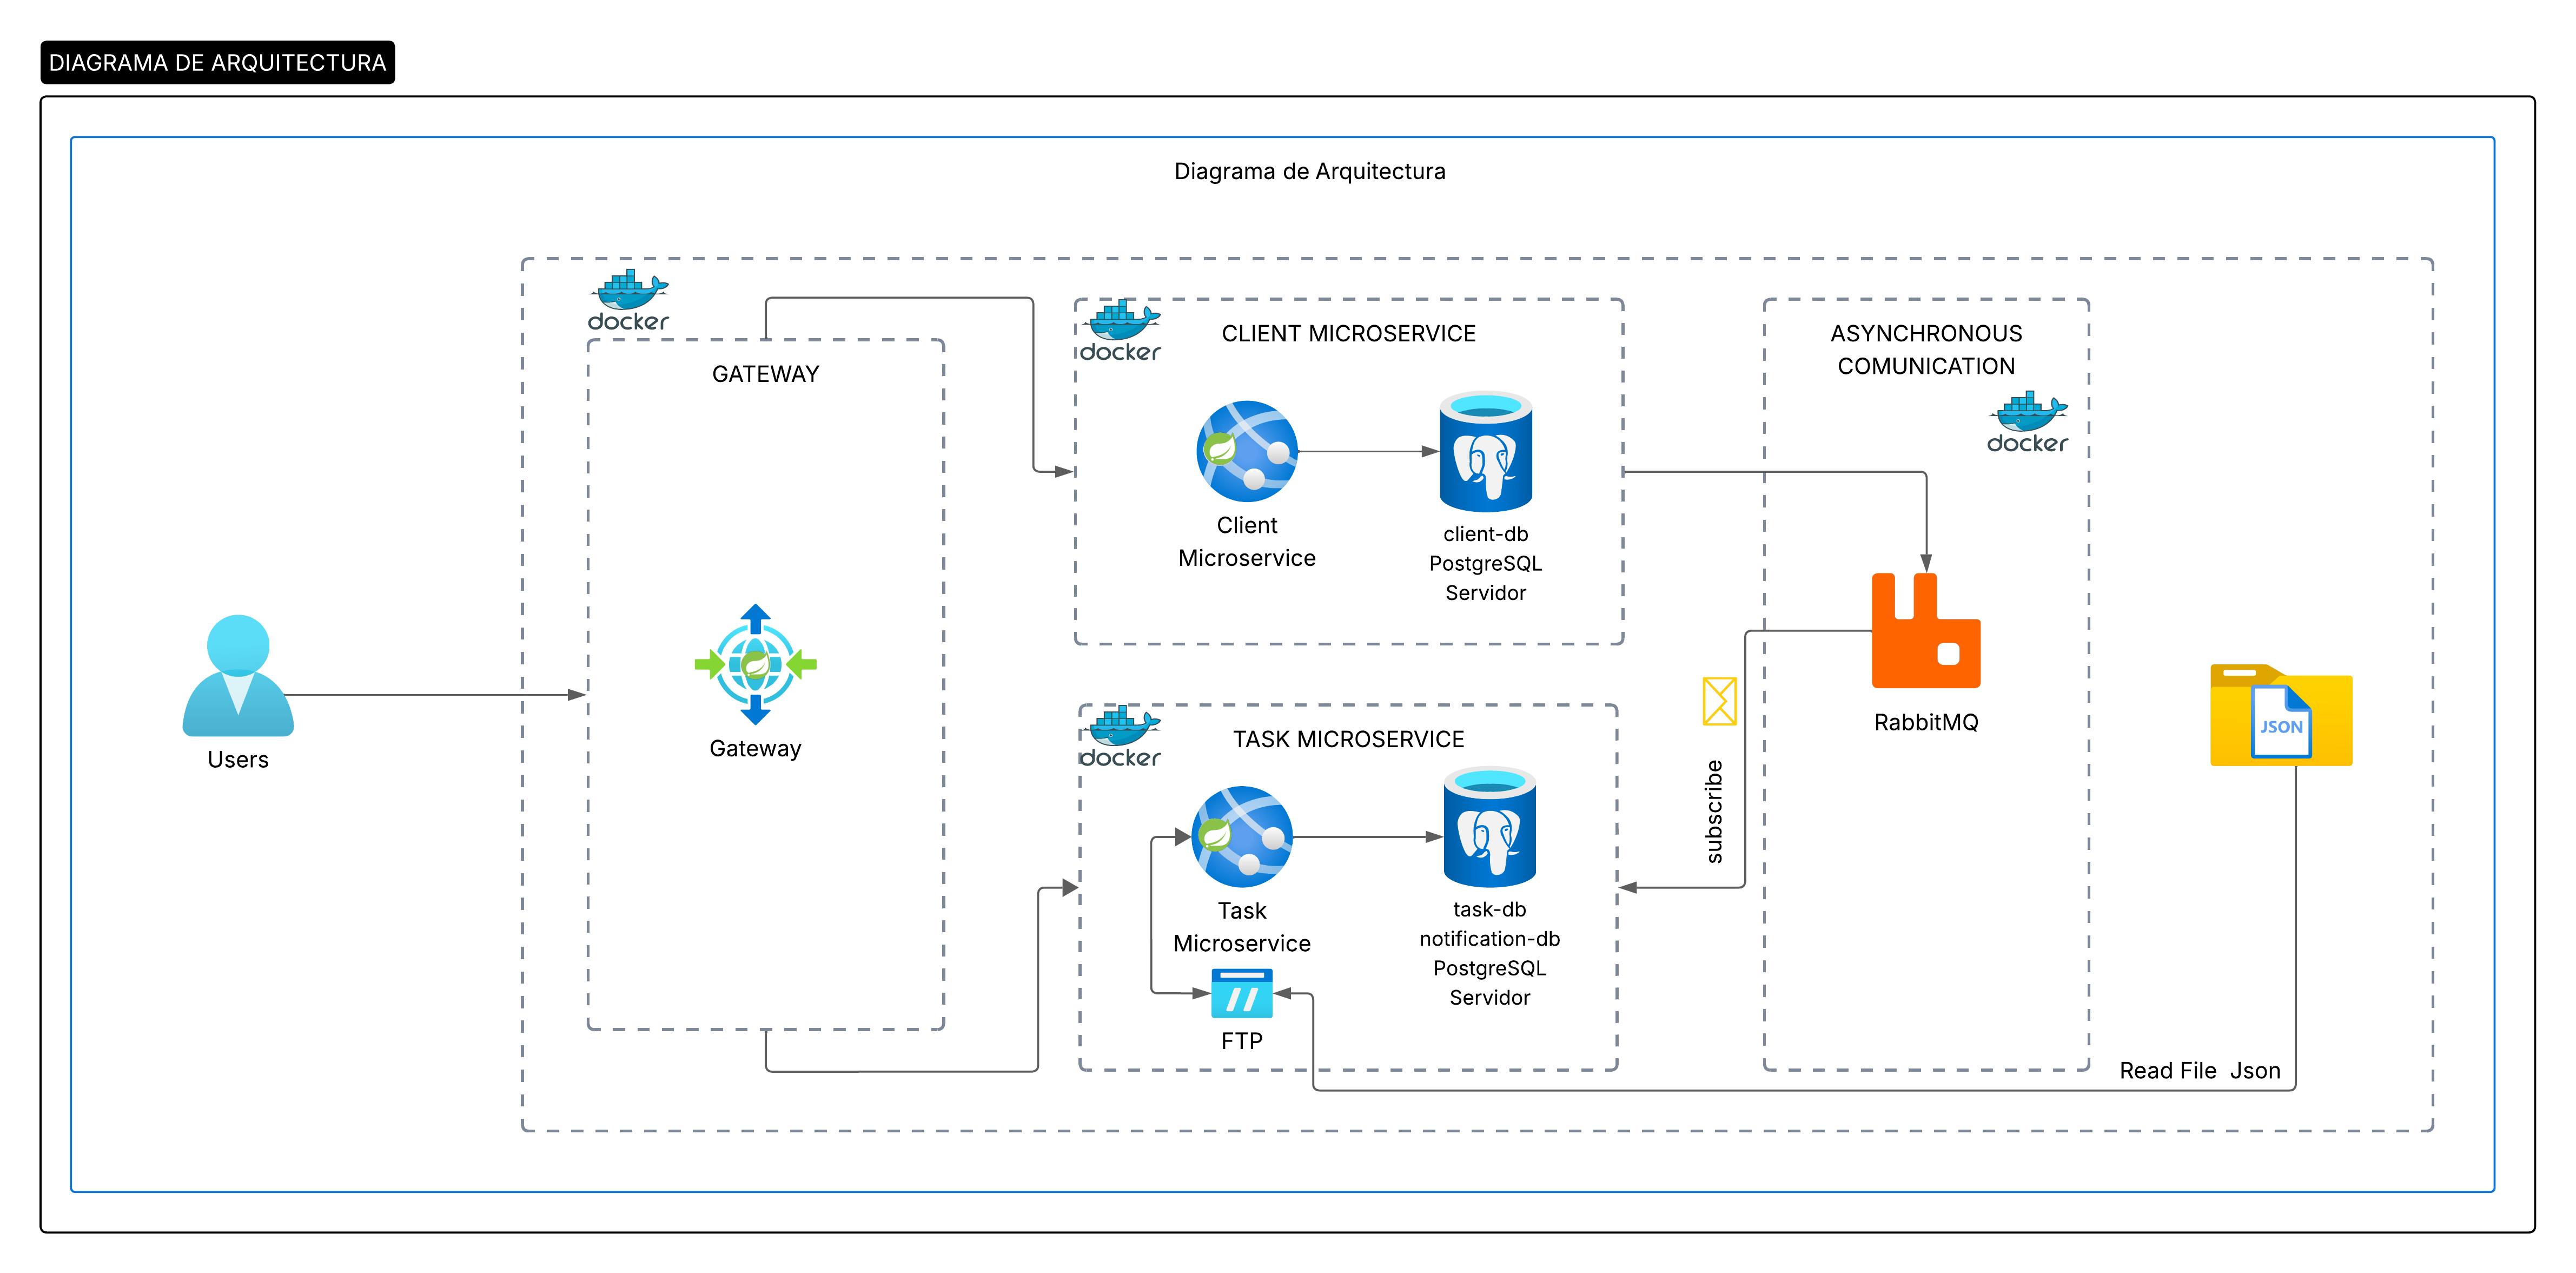 DIAGRAMA DE ARQUITECTURA
Diagrama de Arquitectura
docker
GATEWAY
Gateway
Users
docker
CLIENT MICROSERVICE
Client
Microservice
client-db
PostgreSQL
Servidor
ASYNCHRONOUS
COMUNICATION
docker
RabbitMQ
subscribe
docker
TASK MICROSERVICE
Task
Microservice
task-db
notification-db
PostgreSQL
Servidor
FTP
JSON
Read File  Json